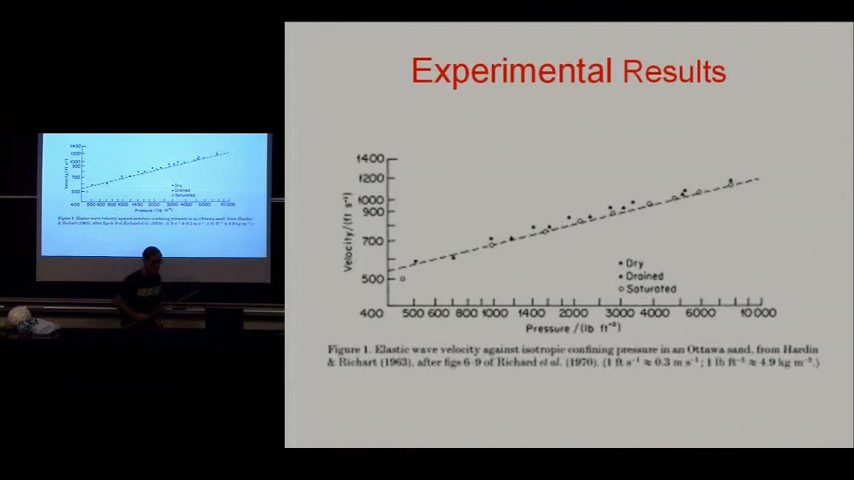 Experimental Results
1400
1200
1000
900
700
500
Velocity/(ft s⁻¹)
Dry
Drained
Saturated
400 500 600 800 1000 1400 2000 3000 4000 6000 10 000
Pressure/(lb ft⁻²)
Figure 1. Elastic wave velocity against isotropic confining pressure in an Ottawa sand, from Hardin
& Richart (1963), after figs 6–9 of Richard et al. (1970). (1 ft s⁻¹ ≈ 0.3 m s⁻¹; 1 lb ft⁻² ≈ 4.9 kg m⁻².)